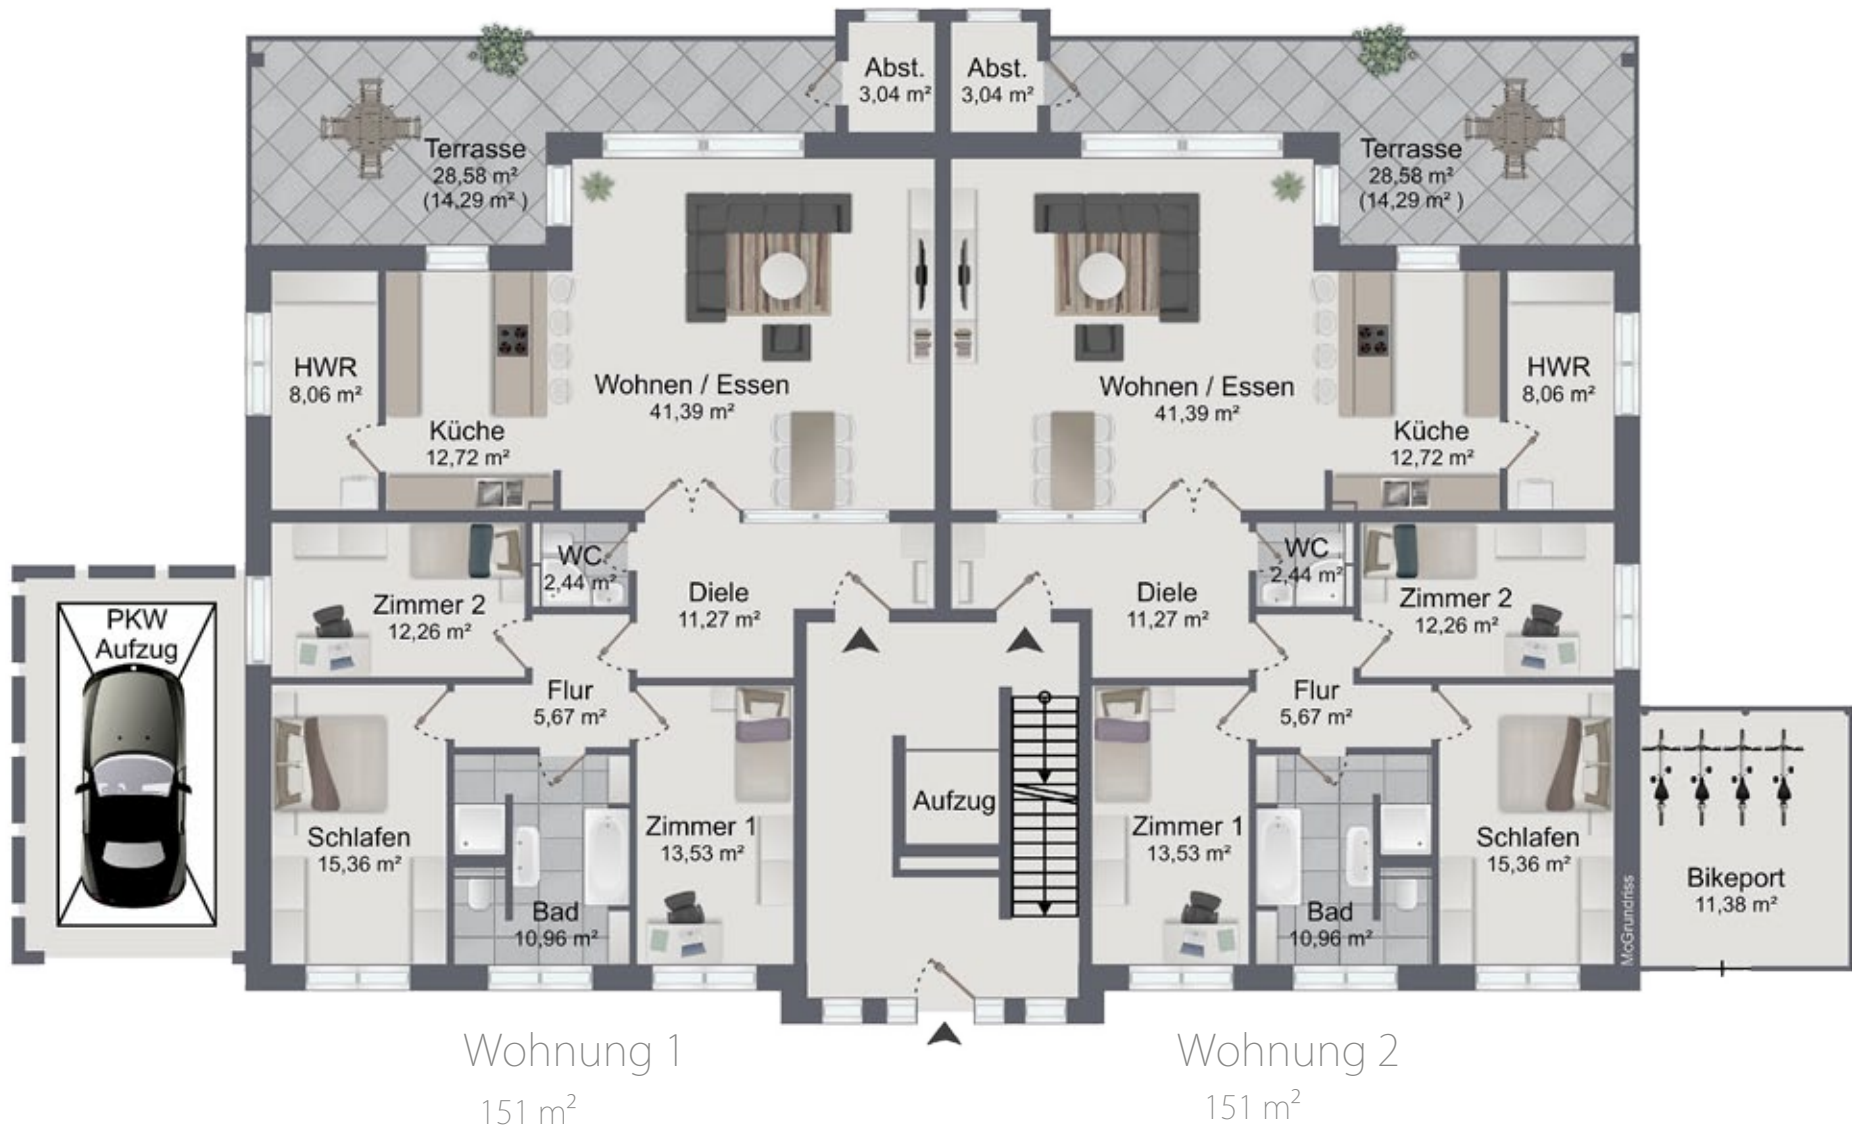 Abst.
3,04 m²
Abst.
3,04 m²
Terrasse
28,58 m²
(14,29 m² )
Terrasse
28,58 m²
(14,29 m² )
HWR
8,06 m²
Wohnen / Essen
41,39 m²
Küche
12,72 m²
Wohnen / Essen
41,39 m²
Küche
12,72 m²
HWR
8,06 m²
WC
2,44 m²
Diele
11,27 m²
Zimmer 2
12,26 m²
Diele
11,27 m²
WC
2,44 m²
Zimmer 2
12,26 m²
PKW
Aufzug
Flur
5,67 m²
Flur
5,67 m²
Schlafen
15,36 m²
Zimmer 1
13,53 m²
Bad
10,96 m²
Aufzug
Zimmer 1
13,53 m²
Bad
10,96 m²
Schlafen
15,36 m²
Bikeport
11,38 m²
MoGrundriss
Wohnung 1
151 m²
Wohnung 2
151 m²